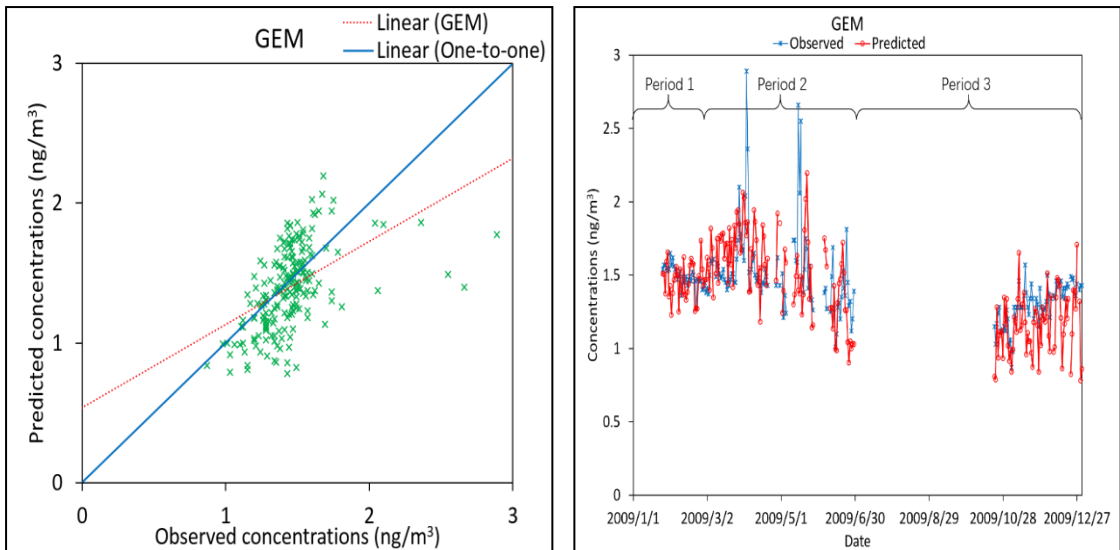 GEM
Linear (GEM)
Linear (One-to-one)
Predicted concentrations (ng/m³)
3
2
1
0
0 1 2 3
Observed concentrations (ng/m³)
GEM
Observed Predicted
Period 1 Period 2 Period 3
Concentrations (ng/m³)
3
2.5
2
1.5
1
0.5
0
2009/1/1 2009/3/2 2009/5/1 2009/6/30 2009/8/29 2009/10/28 2009/12/27
Date